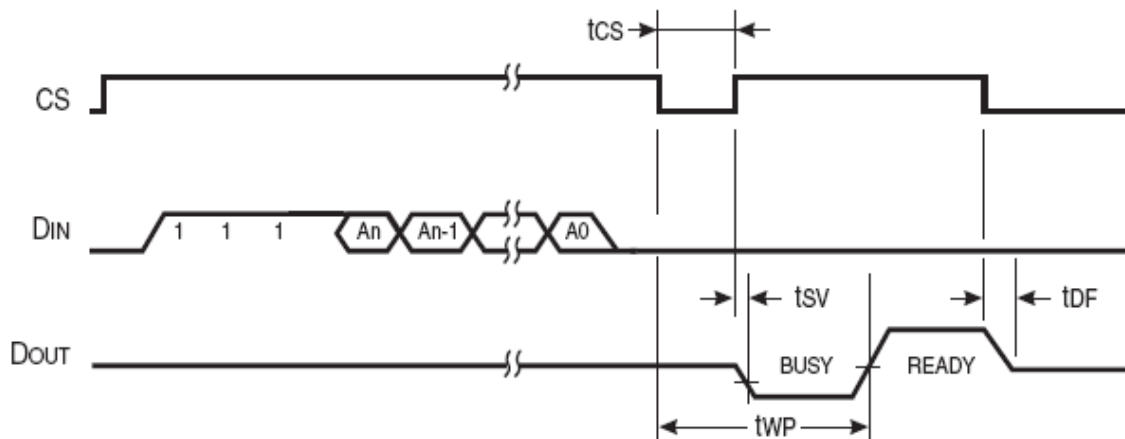 tCS
CS
DIN 1 1 1 An An-1 A0
tSV tDF
DOUT BUSY READY
tWP